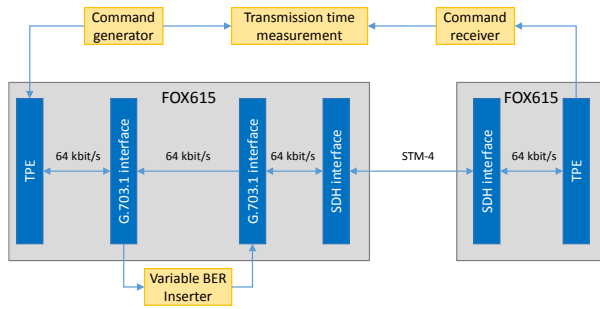 Command
generator
Transmission time
measurement
Command
receiver
FOX615
FOX615
TPE
64 kbit/s
G.703.1 interface
64 kbit/s
G.703.1 interface
64 kbit/s
SDH interface
STM-4
SDH interface
64 kbit/s
TPE
Variable BER
Inserter